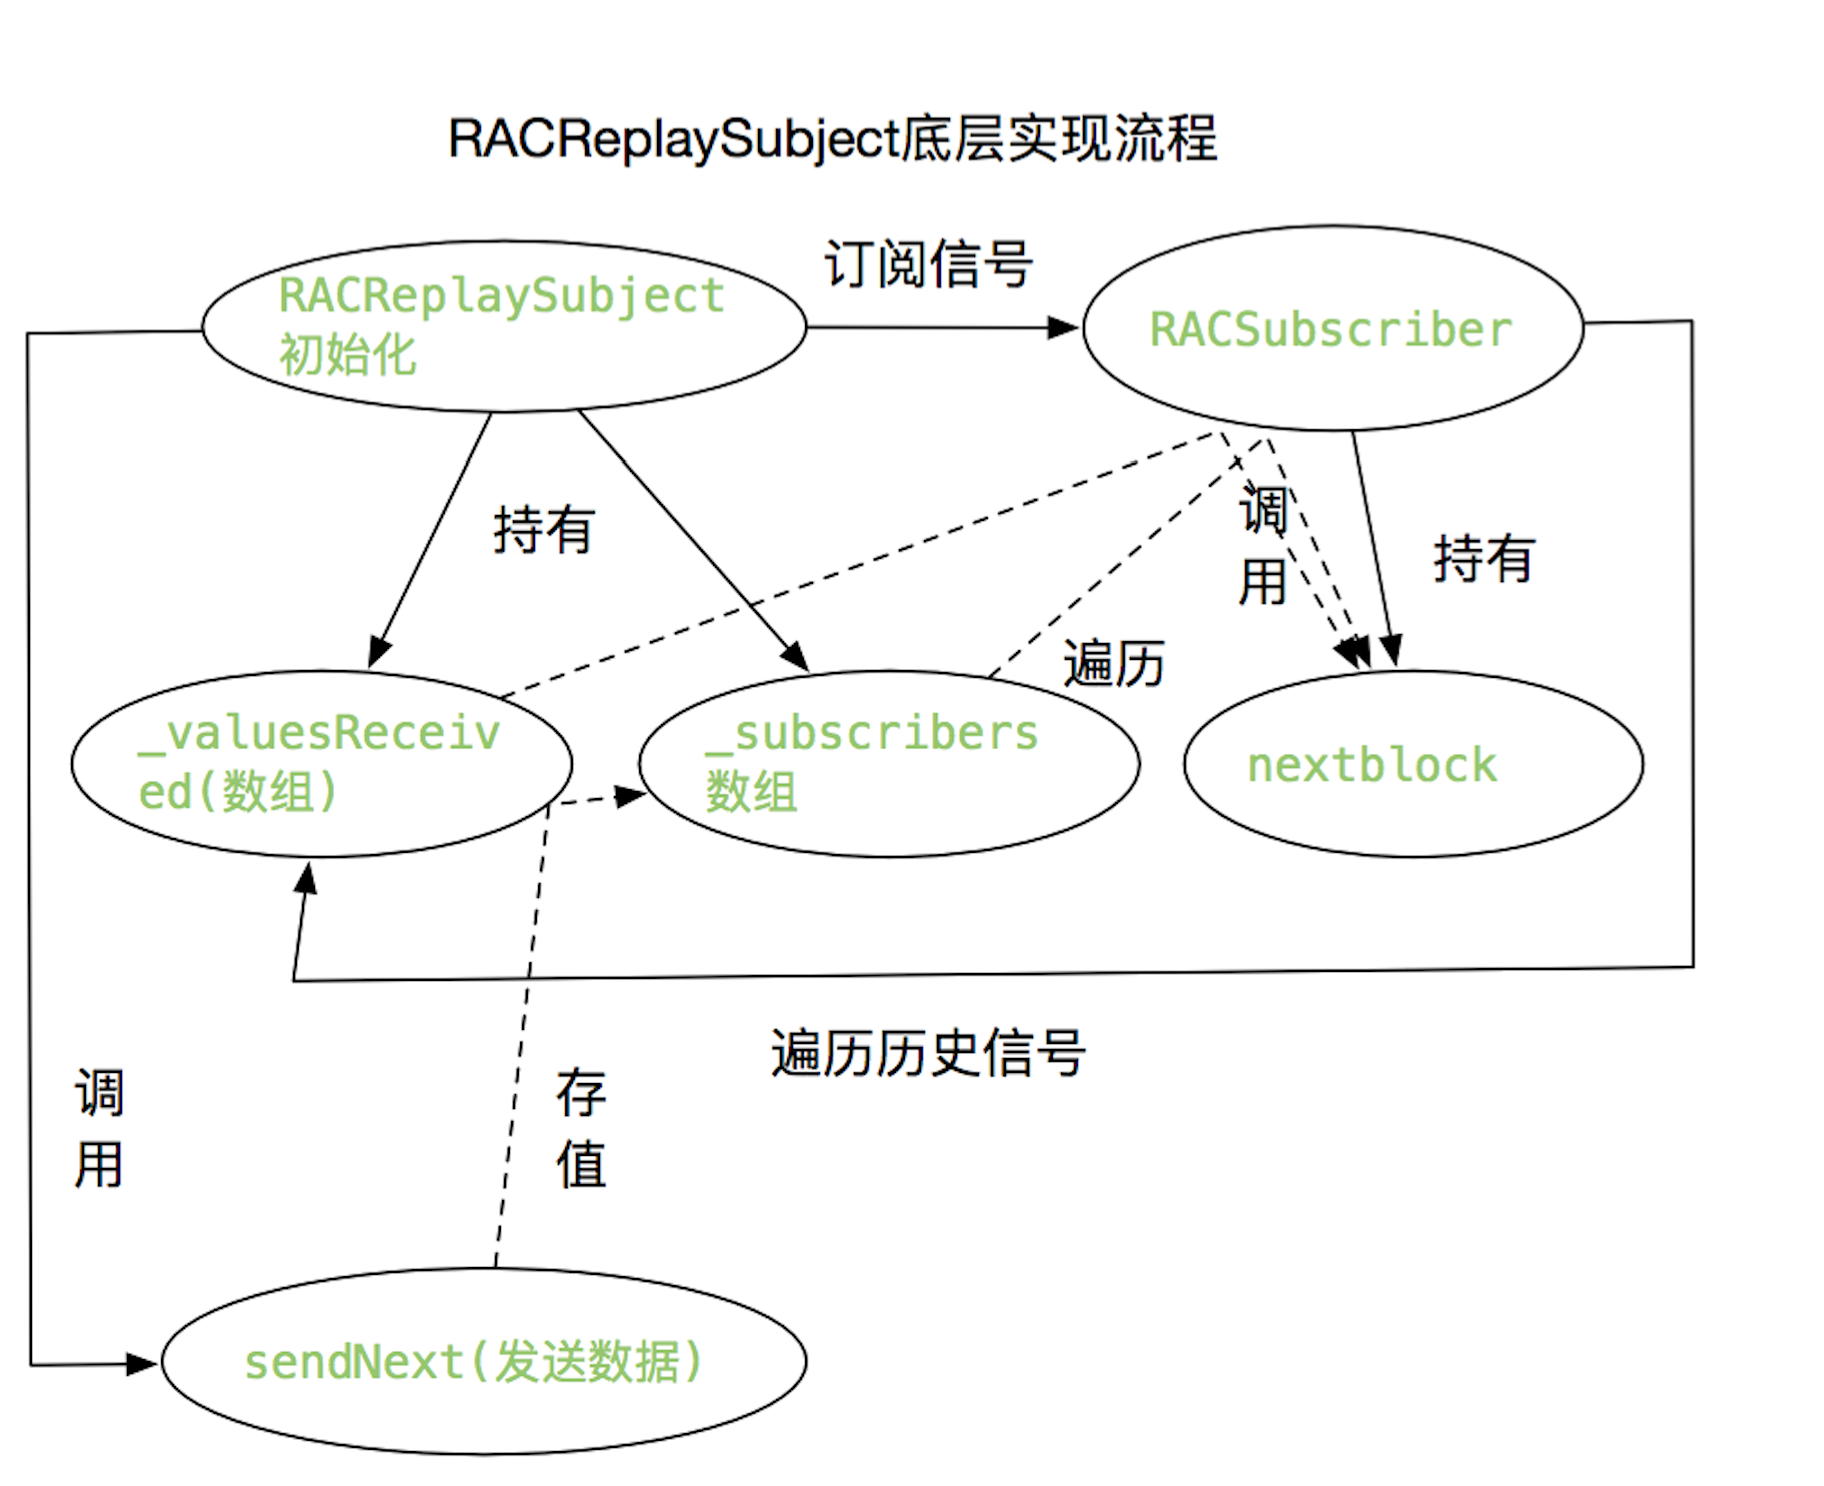 RACReplaySubject底层实现流程
订阅信号
RACReplaySubject
初始化
RACSubscriber
调
用
持有
持有
遍历
_valuesReceiv
ed(数组)
_subscribers
数组
nextblock
遍历历史信号
调
用
存
值
sendNext(发送数据)